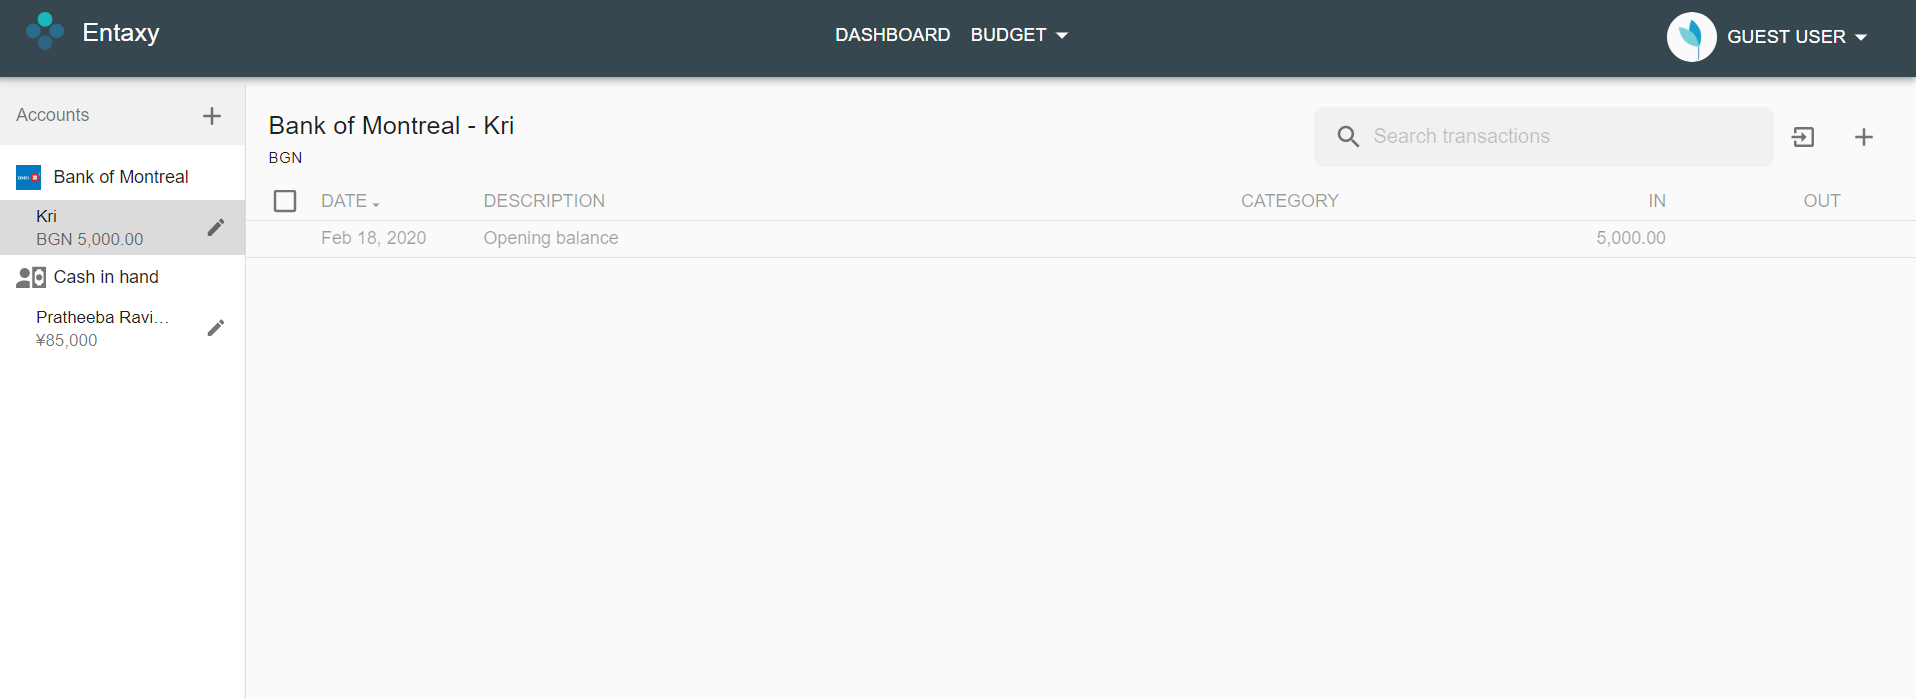 Entaxy
DASHBOARD BUDGET
GUEST USER
Accounts
Bank of Montreal
Kri
BGN 5,000.00
Cash in hand
Pratheeba Ravi...
¥85,000
Bank of Montreal - Kri
BGN
Search transactions
DATE DESCRIPTION CATEGORY IN OUT
Feb 18, 2020 Opening balance 5,000.00